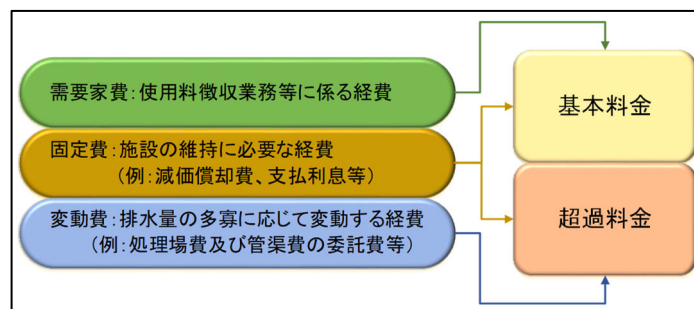 需要家費：使用料徴収業務等に係る経費
固定費：施設の維持に必要な経費
（例：減価償却費、支払利息等）
変動費：排水量の多寡に応じて変動する経費
（例：処理場費及び管渠費の委託費等）
基本料金
超過料金